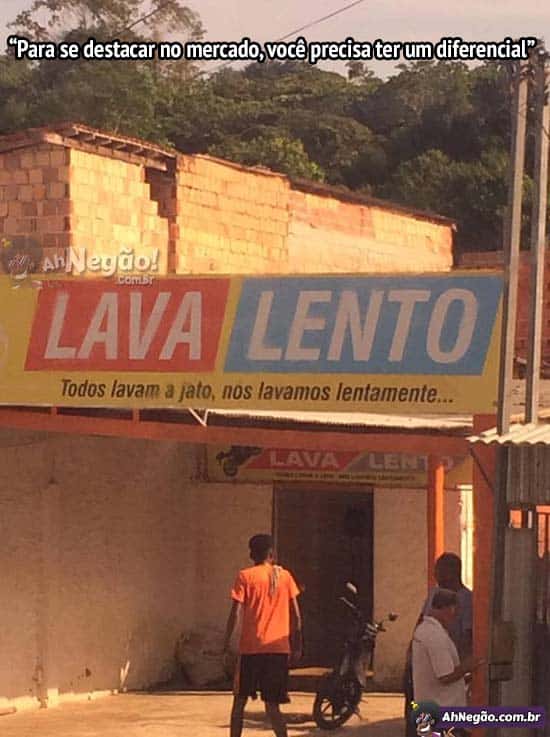 “Para se destacar no mercado, você precisa ter um diferencial”
AhNegão!
.Com.Br
LAVA LENTO
Todos lavam a jato, nós lavamos lentamente...
LAVA LENTO
AhNegão.com.br